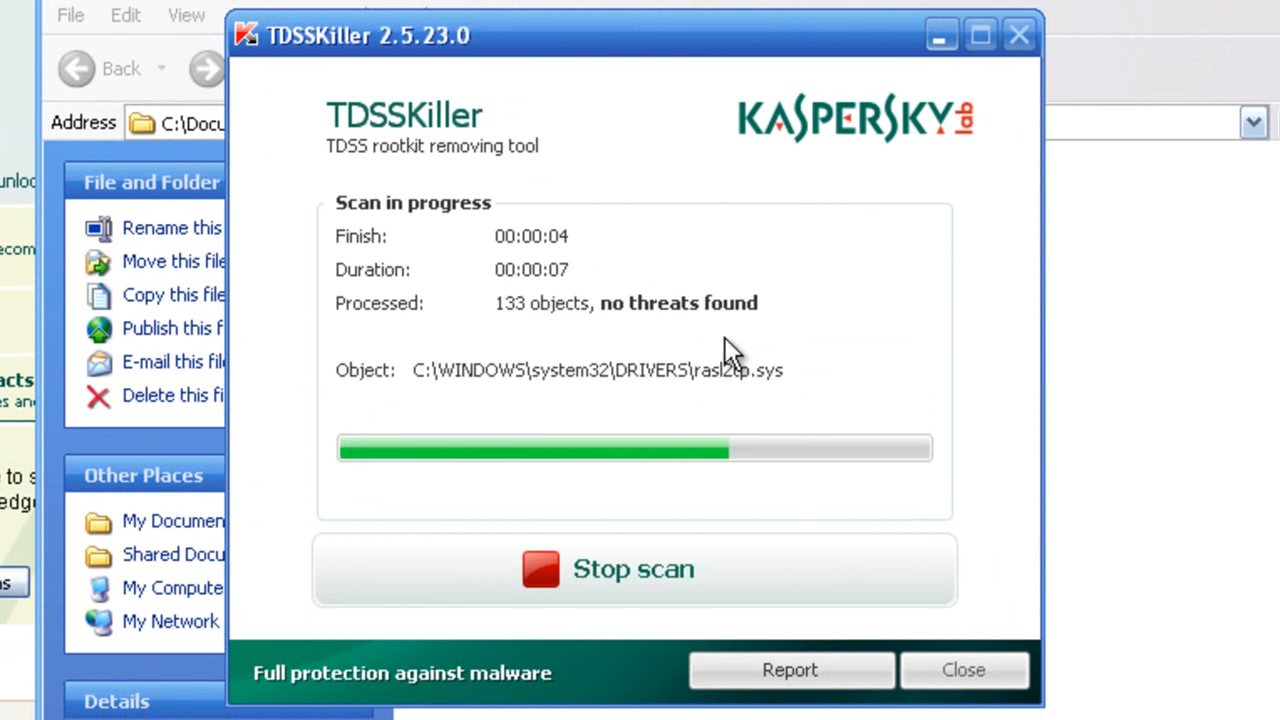 File Edit View
TDSSKiller 2.5.23.0
Back
Address C:\Docu
TDSSKiller
TDSS rootkit removing tool
KASPERSKY lab
File and Folder
Rename this
Move this file
Copy this file
Publish this f
E-mail this file
Delete this fi
Other Places
My Documen
Shared Docu
My Compute
My Network
Details
Scan in progress
Finish: 00:00:04
Duration: 00:00:07
Processed: 133 objects, no threats found
Object: C:\WINDOWS\system32\DRIVERS\rasl2tp.sys
Stop scan
Full protection against malware
Report
Close